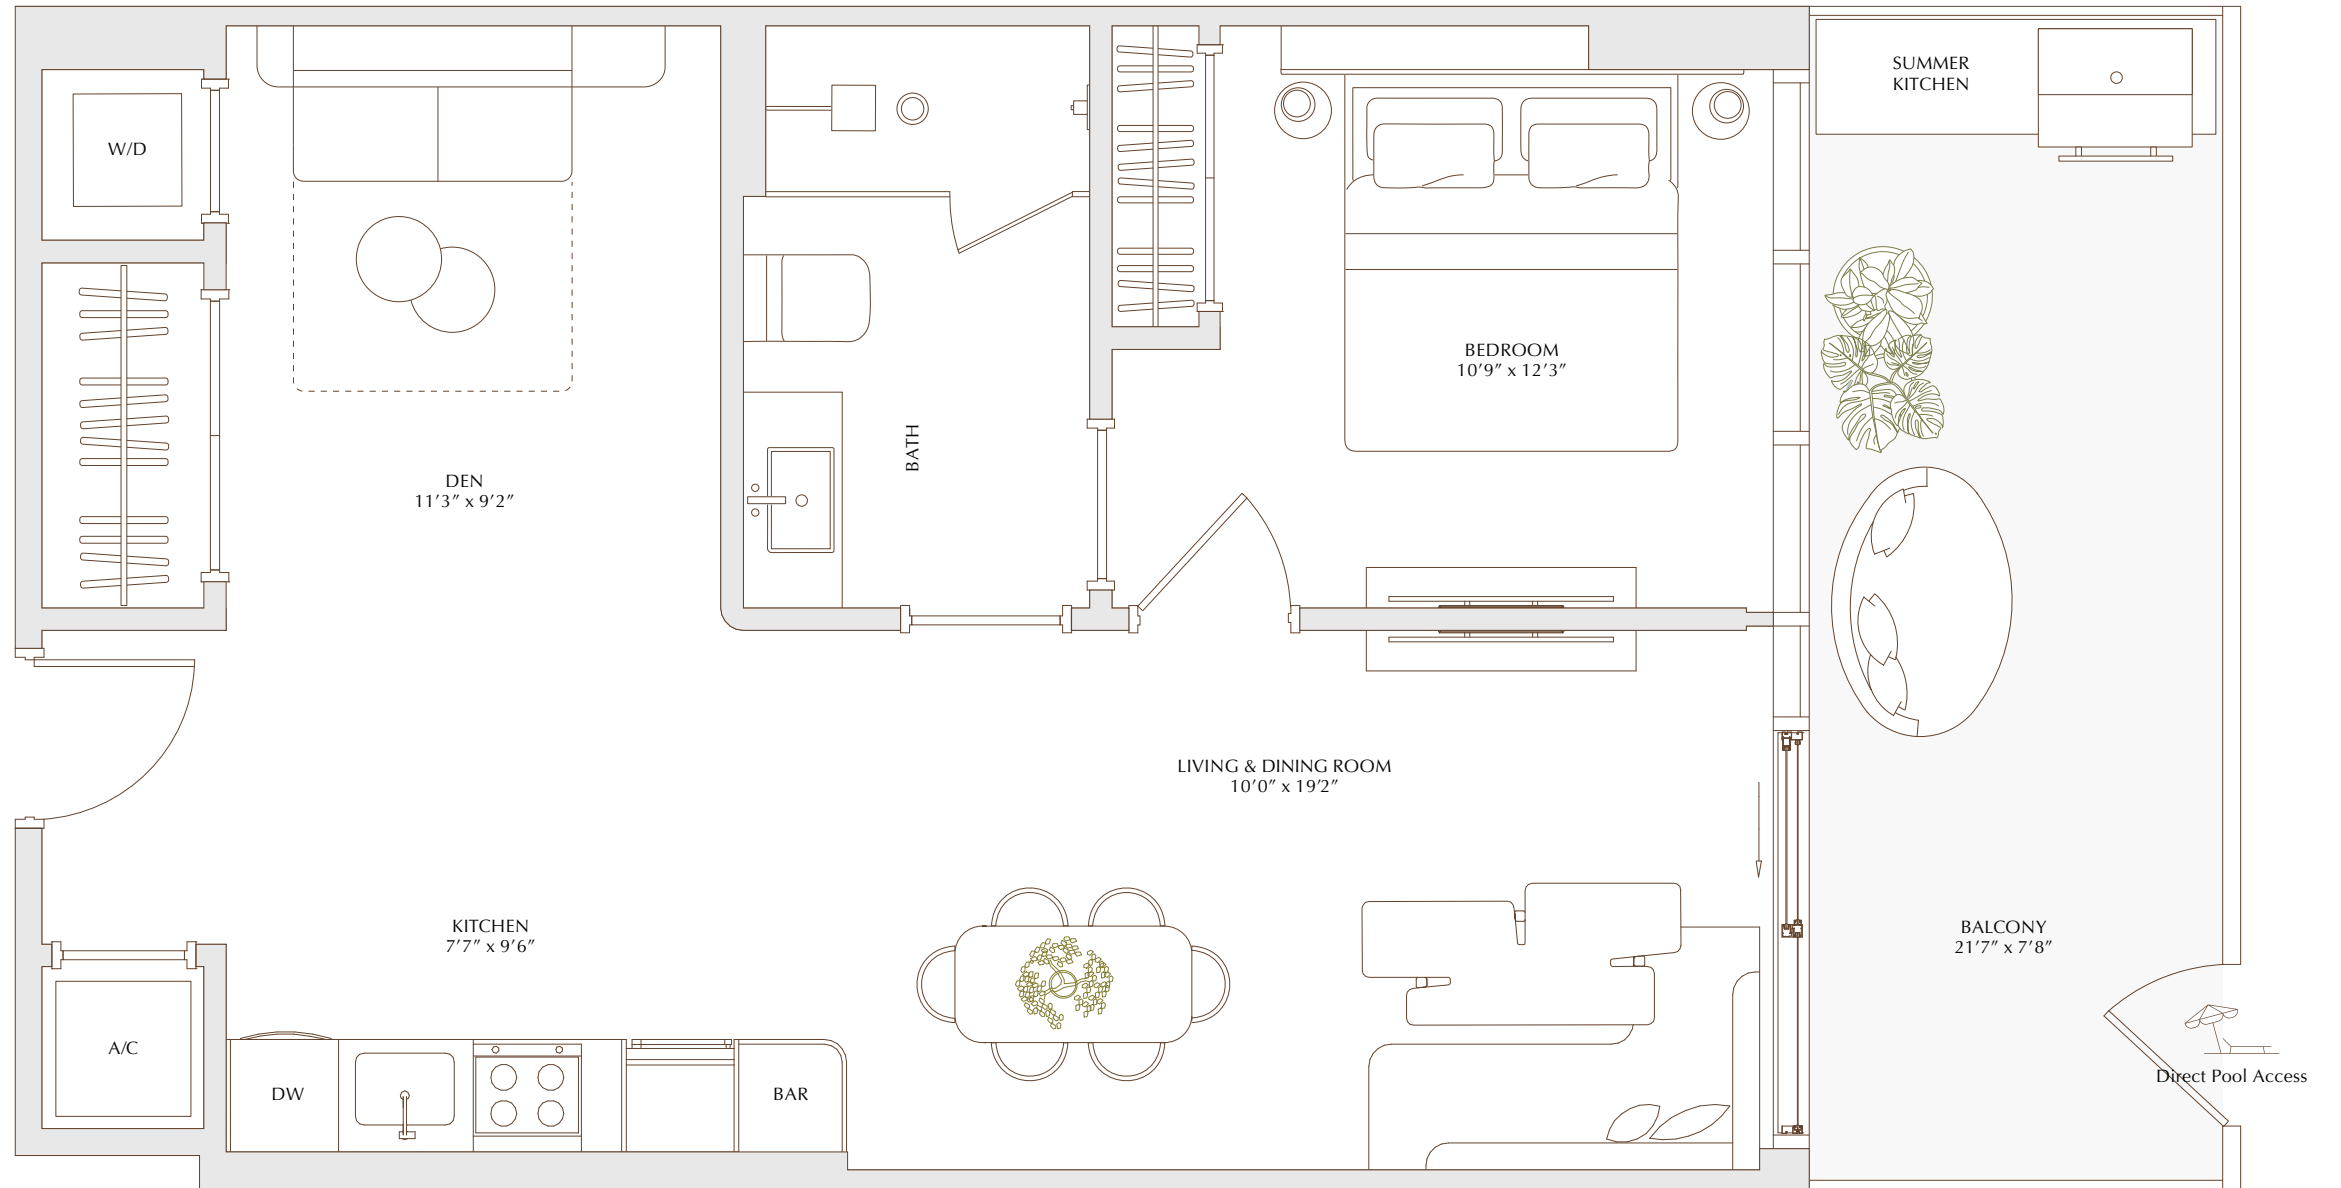 SUMMER
KITCHEN
W/D
BEDROOM
10'9" x 12'3"
BATH
DEN
11'3" x 9'2"
LIVING & DINING ROOM
10'0" x 19'2"
KITCHEN
7'7" x 9'6"
BALCONY
21'7" x 7'8"
A/C
DW
BAR
Direct Pool Access